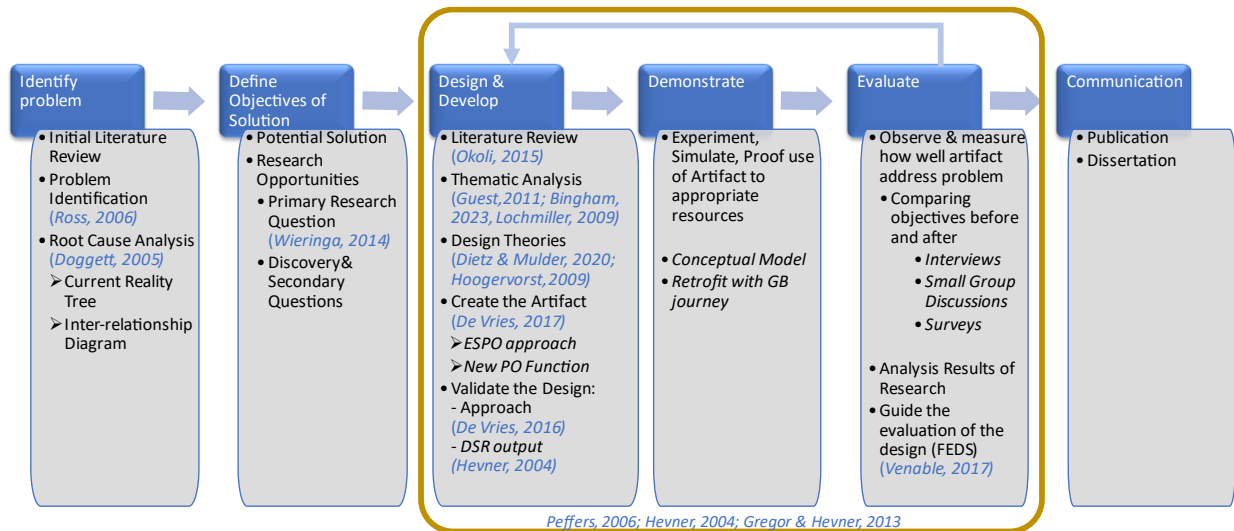 Identify
problem
• Initial Literature
Review
• Problem
Identification
(Ross, 2006)
• Root Cause Analysis
(Doggett, 2005)
➢ Current Reality
Tree
➢ Inter-relationship
Diagram
Define
Objectives of
Solution
• Potential Solution
• Research
Opportunities
• Primary Research
Question
(Wieringa, 2014)
• Discovery&
Secondary
Questions
Design &
Develop
• Literature Review
(Okoli, 2015)
• Thematic Analysis
(Guest,2011; Bingham,
2023, Lochmiller, 2009)
• Design Theories
(Dietz & Mulder, 2020;
Hoogervorst,2009)
• Create the Artifact
(De Vries, 2017)
➢ESPO approach
➢New PO Function
• Validate the Design:
- Approach
(De Vries, 2016)
- DSR output
(Hevner, 2004)
Demonstrate
• Experiment,
Simulate, Proof use
of Artifact to
appropriate
resources
• Conceptual Model
• Retrofit with GB
journey
Evaluate
• Observe & measure
how well artifact
address problem
• Comparing
objectives before
and after
• Interviews
• Small Group
Discussions
• Surveys
• Analysis Results of
Research
• Guide the
evaluation of the
design (FEDS)
(Venable, 2017)
Communication
• Publication
• Dissertation
Peffers, 2006; Hevner, 2004; Gregor & Hevner, 2013